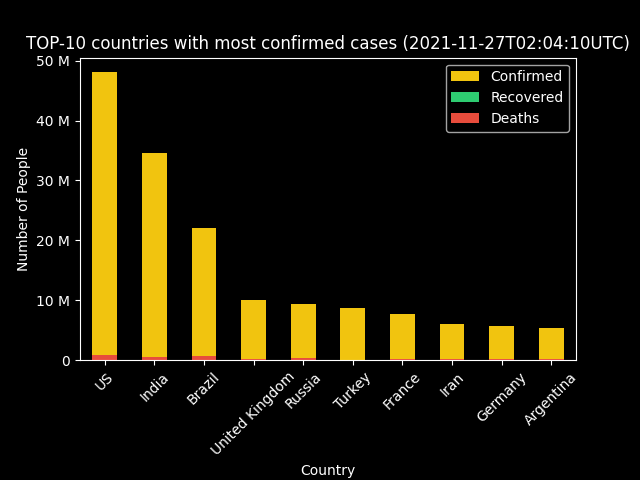 TOP-10 countries with most confirmed cases (2021-11-27T02:04:10UTC)
50 M
40 M
30 M
20 M
10 M
0
Number of People
Confirmed
Recovered
Deaths
US
India
Brazil
United Kingdom
Russia
Turkey
France
Iran
Germany
Argentina
Country